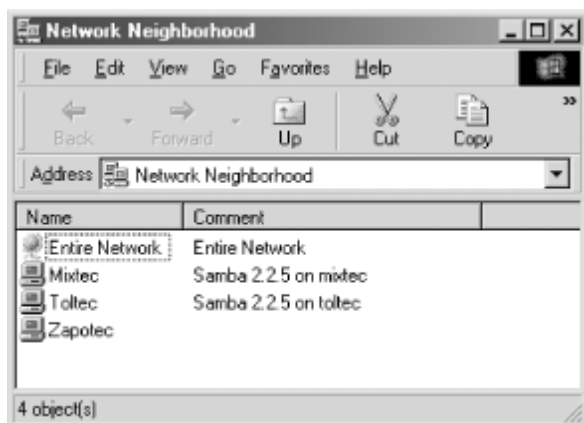 Network Neighborhood
File Edit View Go Favorites Help
Back Forward Up Cut Copy »
Address Network Neighborhood
Name Comment
Entire Network Entire Network
Mixtec Samba 2.2.5 on mixtec
Toltec Samba 2.2.5 on toltec
Zapotec
4 object(s)